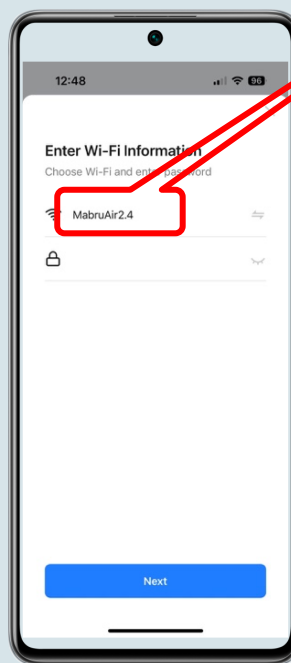 12:48
96
Enter Wi-Fi Information
Choose Wi-Fi and enter password
MabruAir2.4
Next